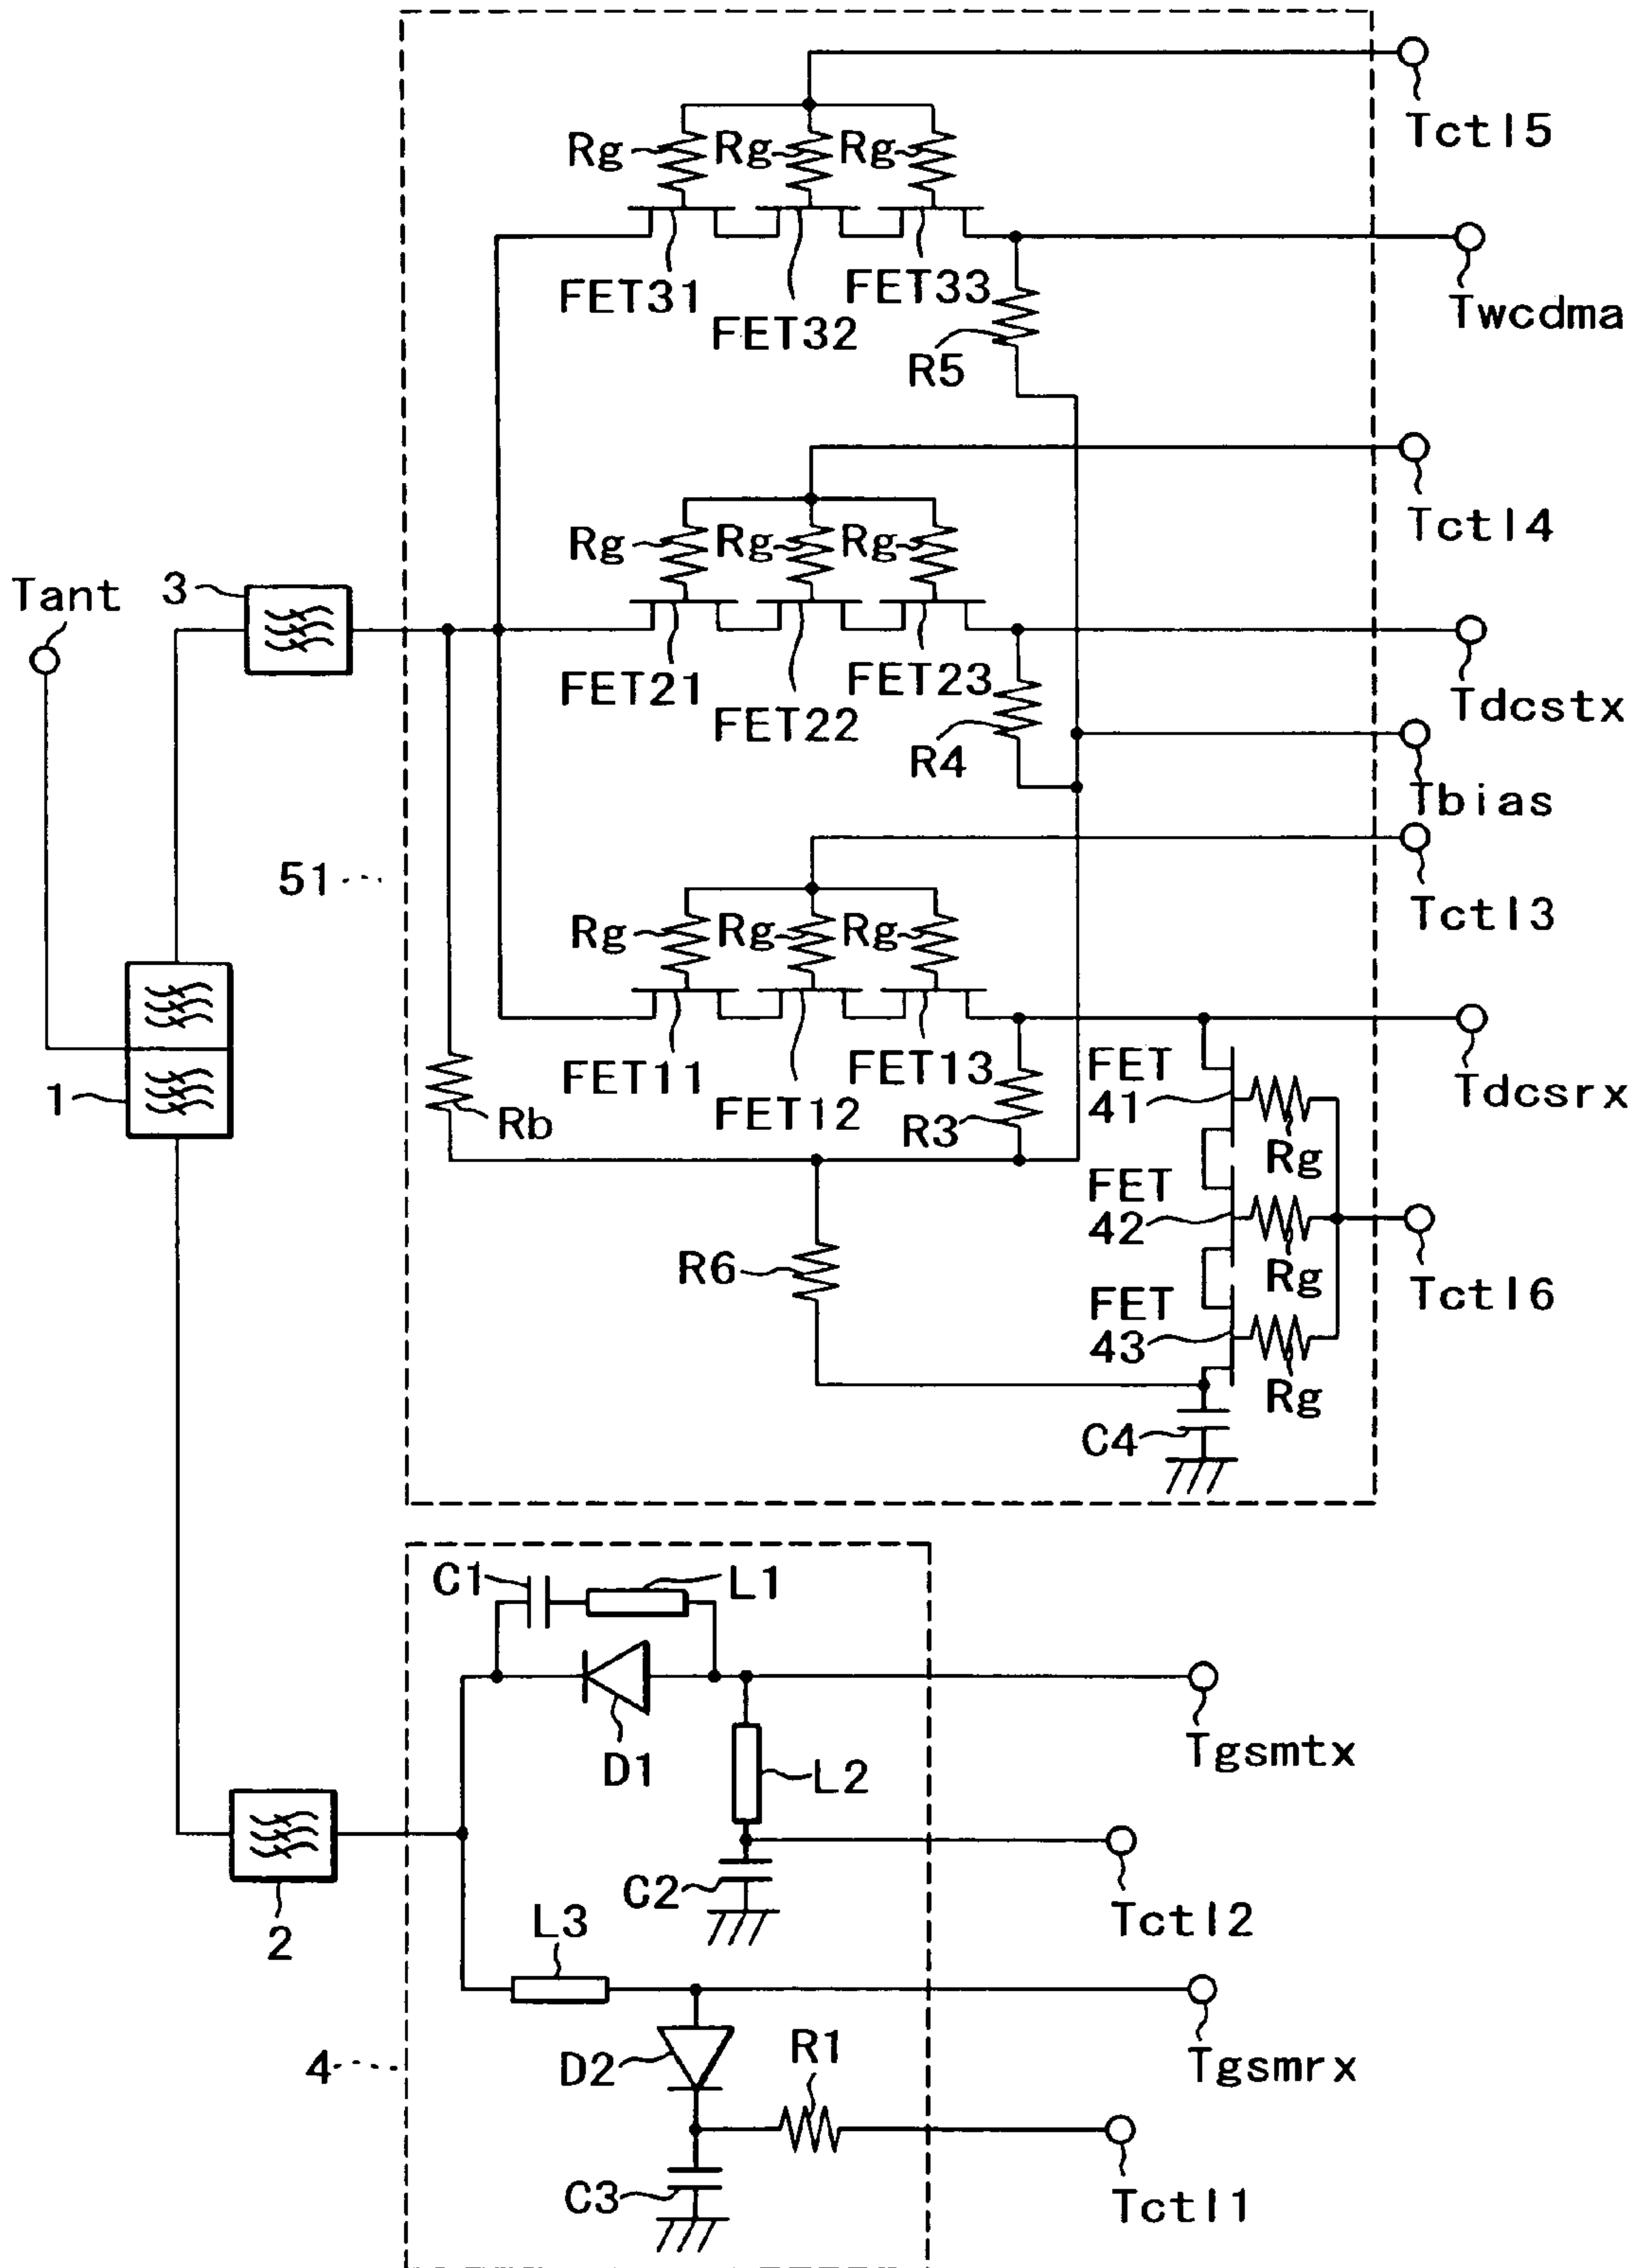 Tctl5
Rg Rg Rg
FET31 FET32 FET33
Twcdma
R5
Tctl4
Rg Rg Rg
Tant
3
FET21 FET22 FET23
Tdcstx
R4
Tbias
51
Tctl3
Rg Rg Rg
1
FET11 FET12 FET13
FET
41
Tdcsrx
Rb
R3
Rg
FET
42
R6
Rg
Tctl6
FET
43
Rg
C4
C1
L1
D1
Tgsmtx
L2
C2
2
L3
Tctl2
4
D2
R1
Tgsmrx
C3
Tctl1